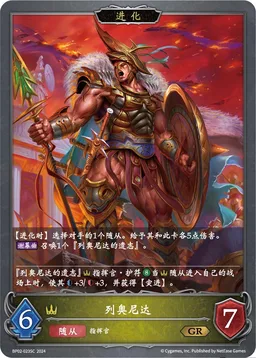 进化
【进化时】选择对手的1个随从。给予其和此卡各5点伤害。
谢幕曲 召唤1个『列奥尼达的遗志』。
『列奥尼达的遗志』指挥官·护符 当随从进入自己的战
场上时,使其+3/+3,并获得【突进】。
列奥尼达
6
随从 指挥官
GR
7
BP02-023SC 2024
© Cygames, Inc. Published by NetEase Games